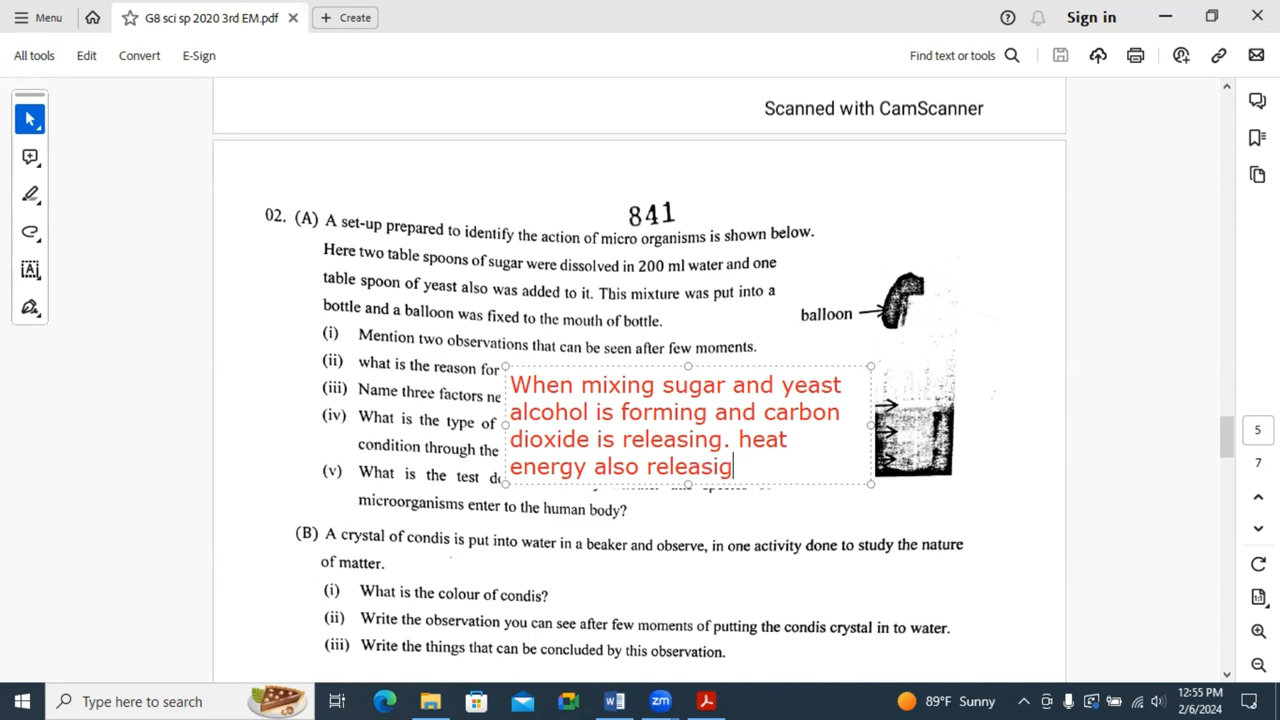 Menu
G8 sci sp 2020 3rd EM.pdf
Create
Sign in
All tools
Edit
Convert
E-Sign
Find text or tools
Scanned with CamScanner
841
02. (A) A set-up prepared to identify the action of micro organisms is shown below.
Here two table spoons of sugar were dissolved in 200 ml water and one
table spoon of yeast also was added to it. This mixture was put into a
bottle and a balloon was fixed to the mouth of bottle.
balloon
(i) Mention two observations that can be seen after few moments.
(ii) what is the reason for
(iii) Name three factors ne
(iv) What is the type of
condition through the
(v) What is the test
microorganisms enter to the human body?
When mixing sugar and yeast
alcohol is forming and carbon
dioxide is releasing. heat
energy also releasig
(B) A crystal of condis is put into water in a beaker and observe, in one activity done to study the nature
of matter.
(i) What is the colour of condis?
(ii) Write the observation you can see after few moments of putting the condis crystal in to water.
(iii) Write the things that can be concluded by this observation.
5
7
Type here to search
89°F Sunny
12:55 PM
2/6/2024